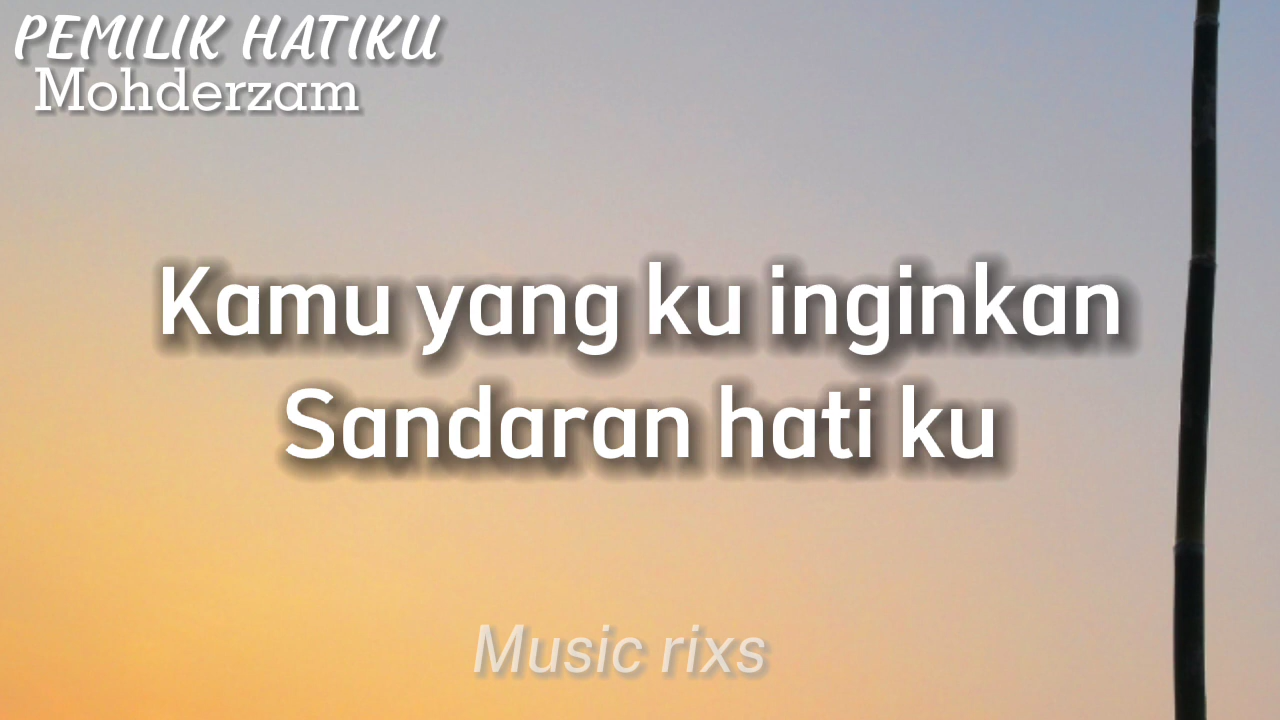 PEMILIK HATIKU
Mohderzam
Kamu yang ku inginkan
Sandaran hati ku
Music rixs